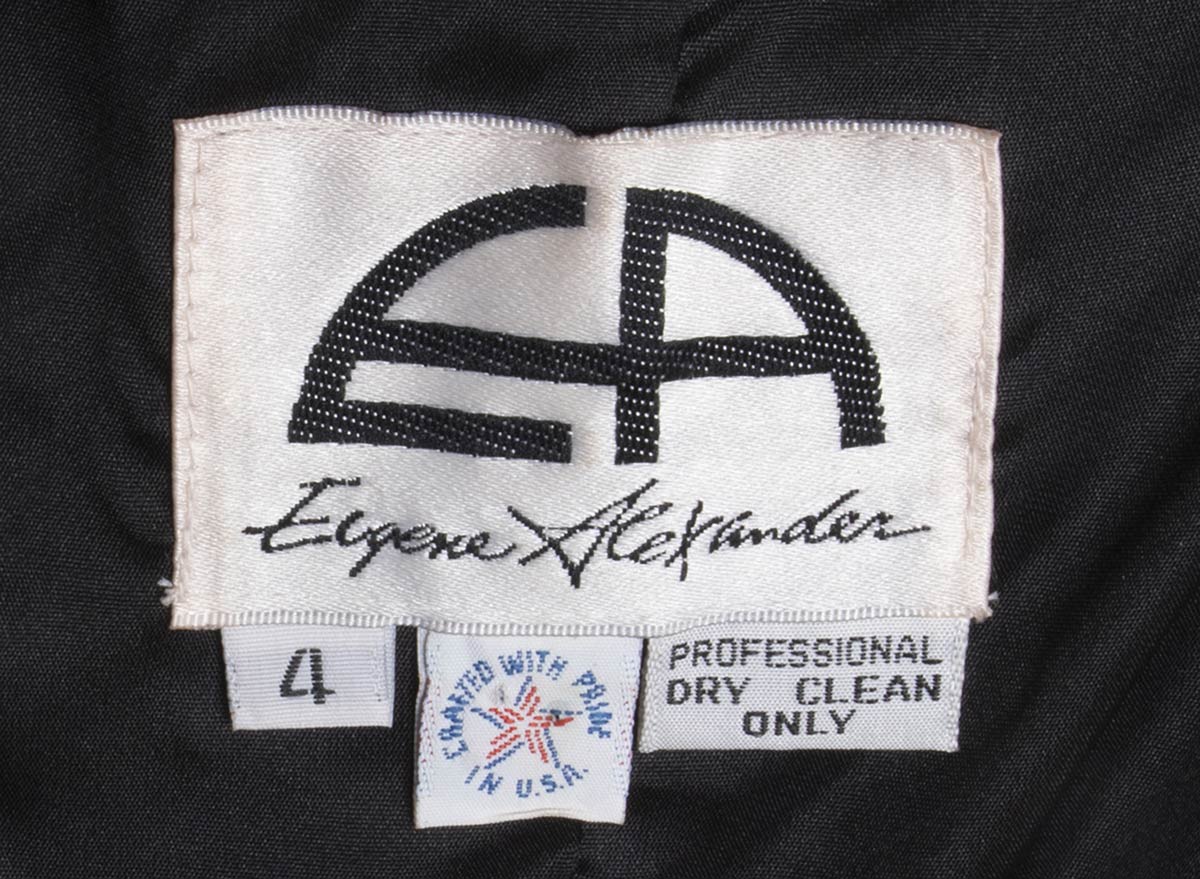 EA
Eugene Alexander
4
CRAFTED WITH PRIDE
IN U.S.A.
PROFESSIONAL
DRY CLEAN
ONLY